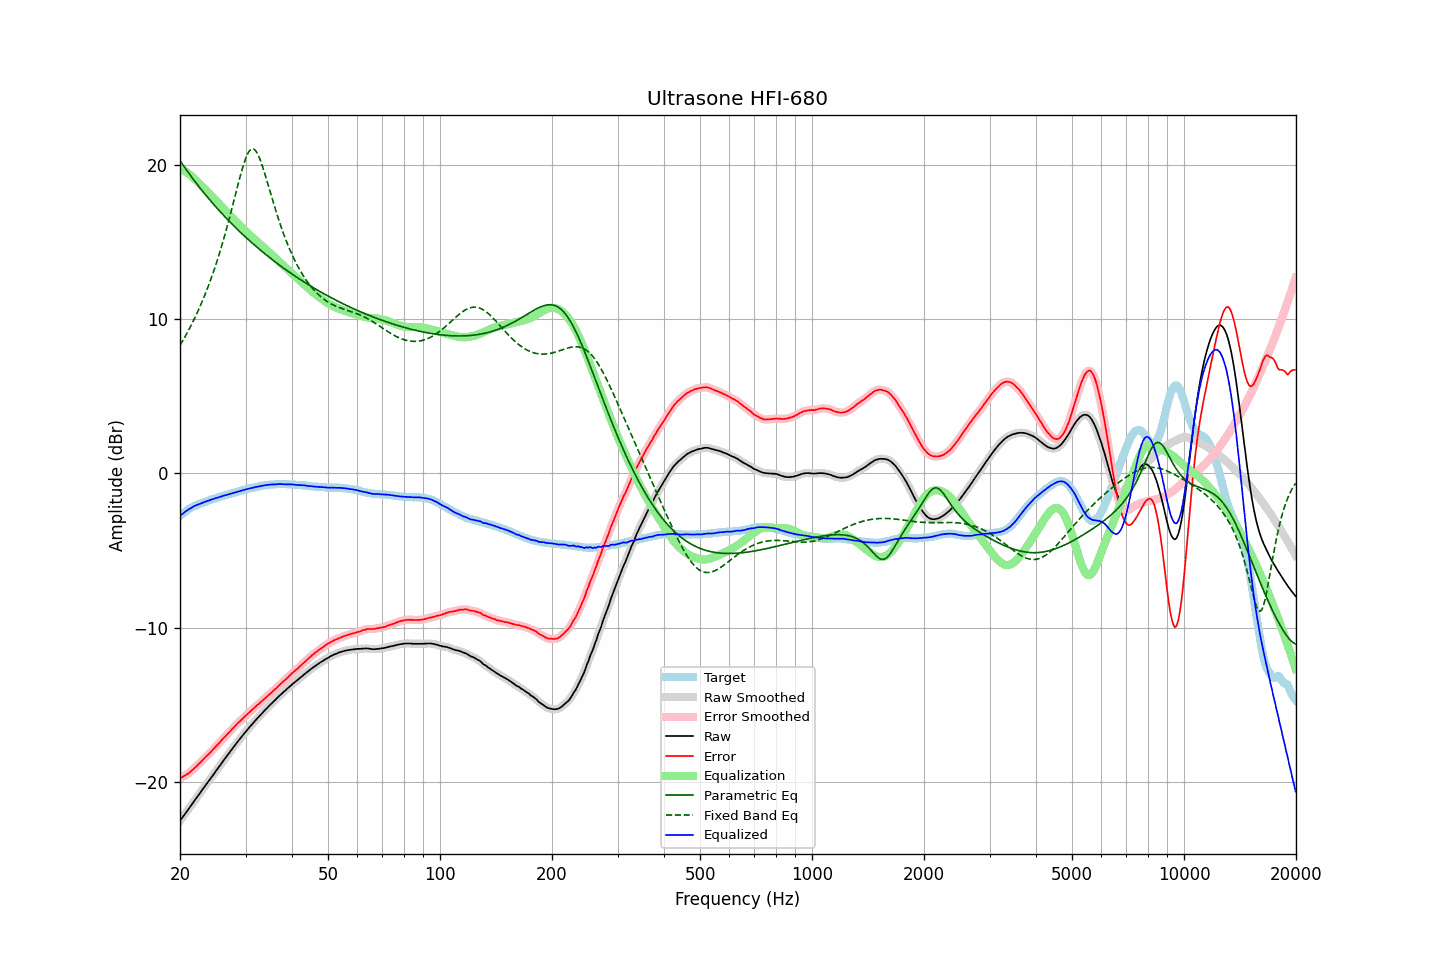 Ultrasone HFI-680
Amplitude (dBr)
20
10
0
−10
−20
Target
Raw Smoothed
Error Smoothed
Raw
Error
Equalization
Parametric Eq
Fixed Band Eq
Equalized
20 50 100 200 500 1000 2000 5000 10000 20000
Frequency (Hz)